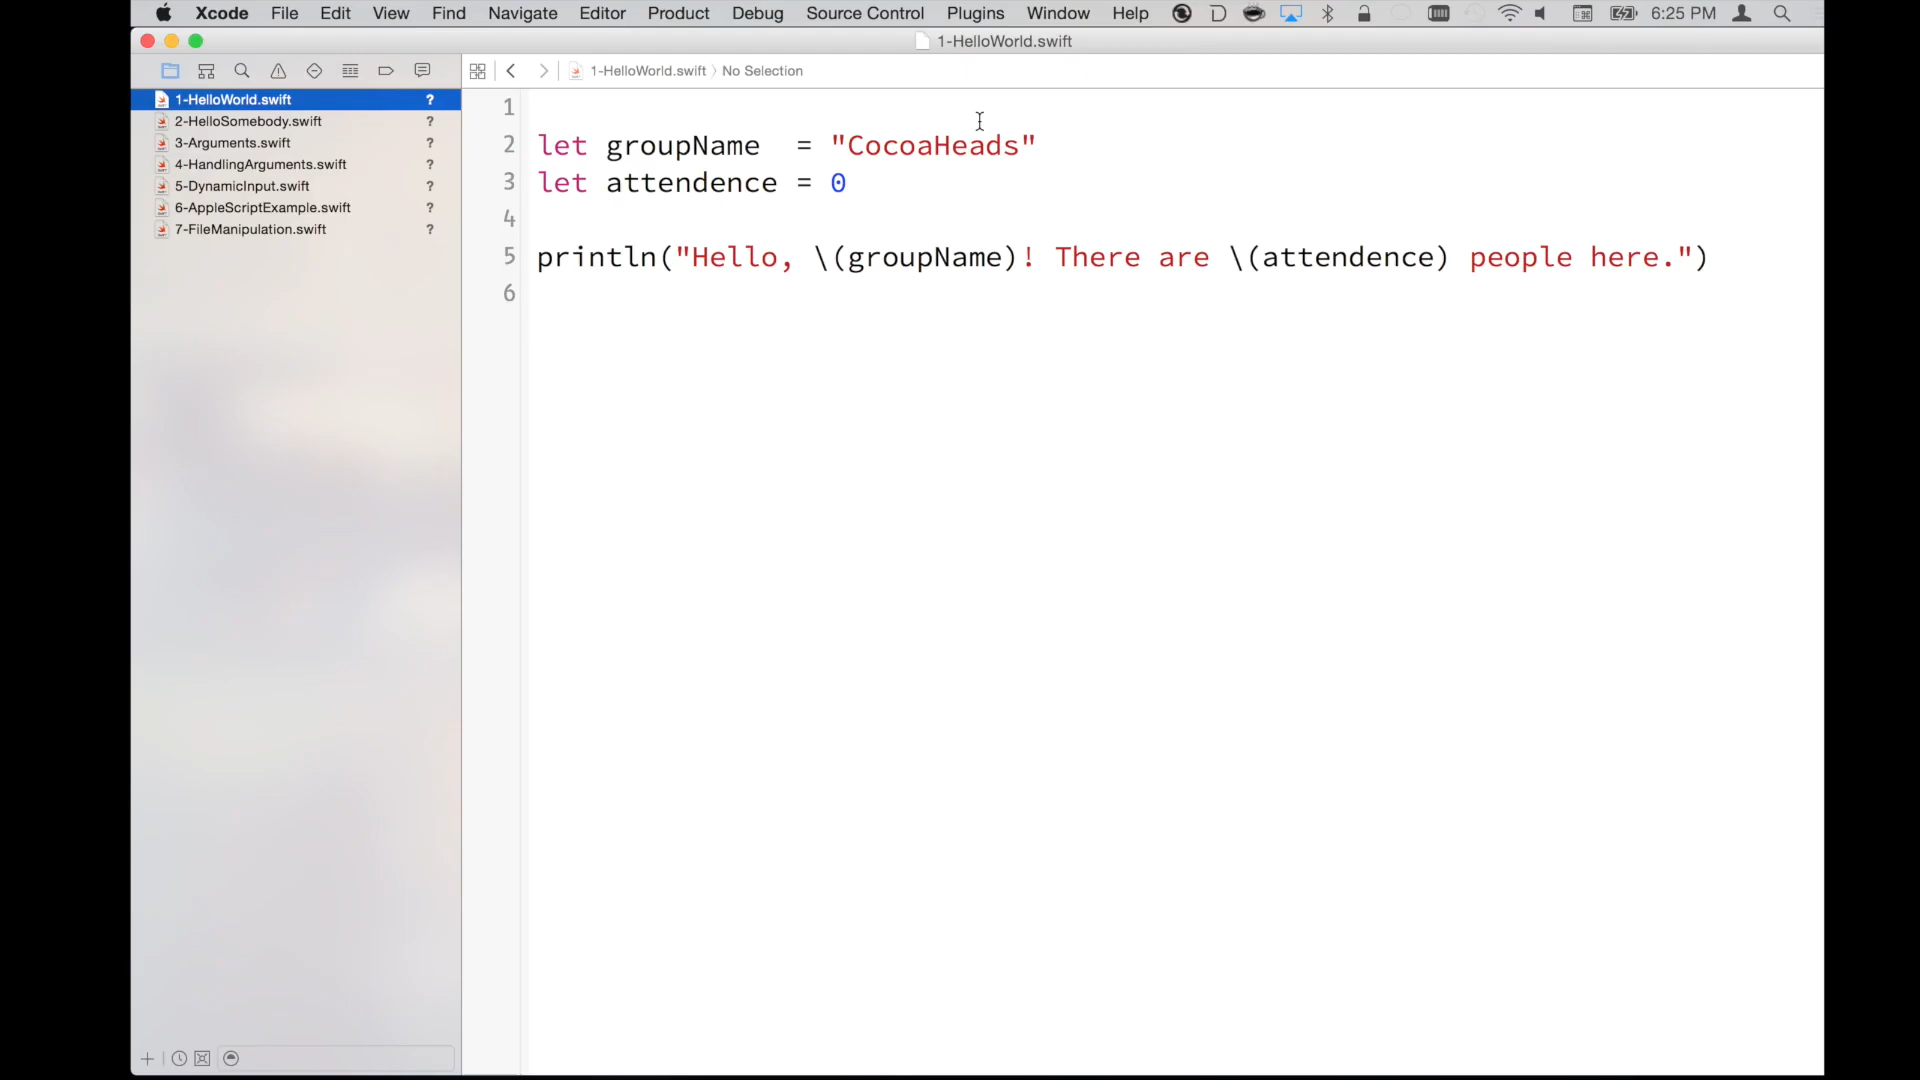 Xcode File Edit View Find Navigate Editor Product Debug Source Control Plugins Window Help 6:25 PM
1-HelloWorld.swift
1-HelloWorld.swift 〉 No Selection
1-HelloWorld.swift ?
2-HelloSomebody.swift ?
3-Arguments.swift ?
4-HandlingArguments.swift ?
5-DynamicInput.swift ?
6-AppleScriptExample.swift ?
7-FileManipulation.swift ?
1
2 let groupName  = "CocoaHeads"
3 let attendence = 0
4
5 println("Hello, \(groupName)! There are \(attendence) people here.")
6